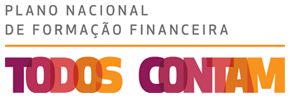 PLANO NACIONAL
DE FORMAÇÃO FINANCEIRA
TODOS CONTAM